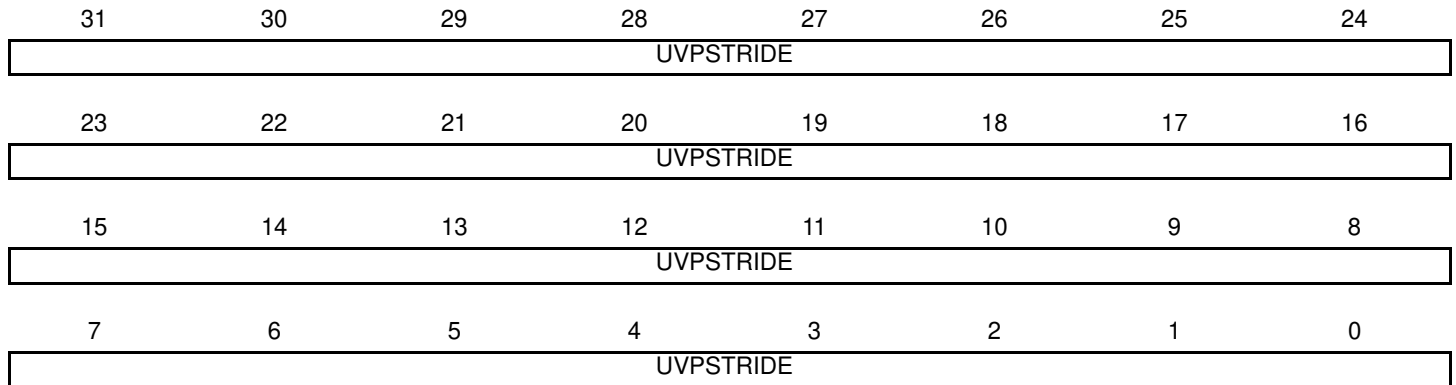 31 30 29 28 27 26 25 24
UVPSTRIDE
23 22 21 20 19 18 17 16
UVPSTRIDE
15 14 13 12 11 10 9 8
UVPSTRIDE
7 6 5 4 3 2 1 0
UVPSTRIDE